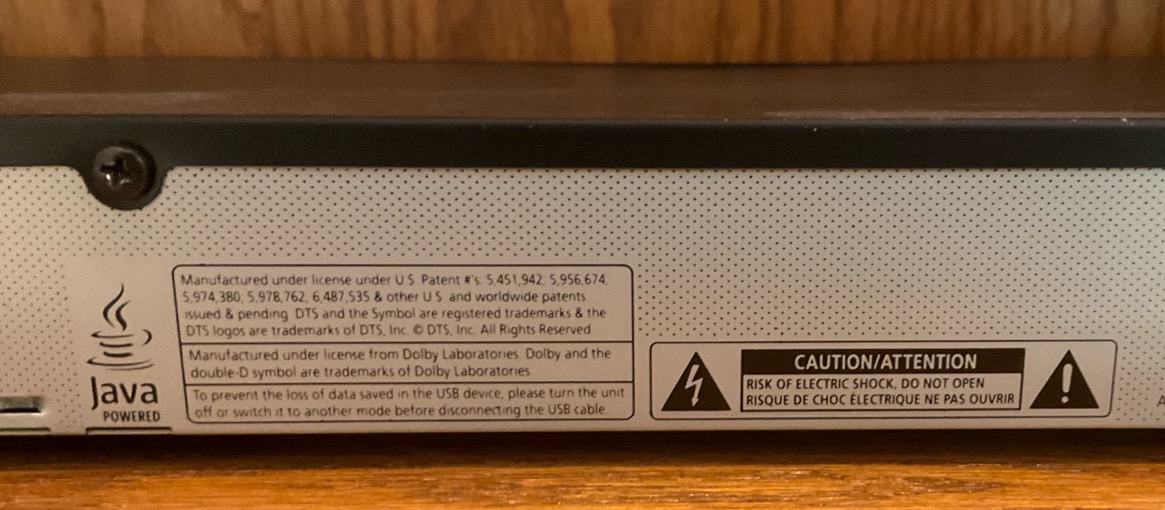 Manufactured under license under U.S. Patent #'s: 5,451,942; 5,956,674;
5,974,380; 5,978,762; 6,487,535 & other U.S. and worldwide patents
issued & pending. DTS and the Symbol are registered trademarks & the
DTS logos are trademarks of DTS, Inc. © DTS, Inc. All Rights Reserved.
Manufactured under license from Dolby Laboratories. Dolby and the
double-D symbol are trademarks of Dolby Laboratories.
To prevent the loss of data saved in the USB device, please turn the unit
off or switch it to another mode before disconnecting the USB cable.
Java
POWERED
CAUTION/ATTENTION
RISK OF ELECTRIC SHOCK, DO NOT OPEN
RISQUE DE CHOC ÉLECTRIQUE NE PAS OUVRIR